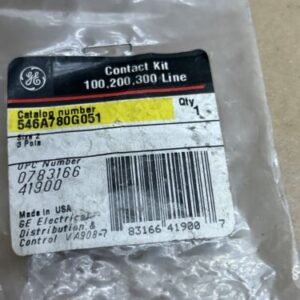 GE
Contact Kit
100,200,300 Line
Catalog number
546A780G051
Qty
1
Size 2
3 Pole
UPC Number
0783166
41900
Made in USA
GE Electrical
Distribution &
Control VA908-7
83166 41900 7